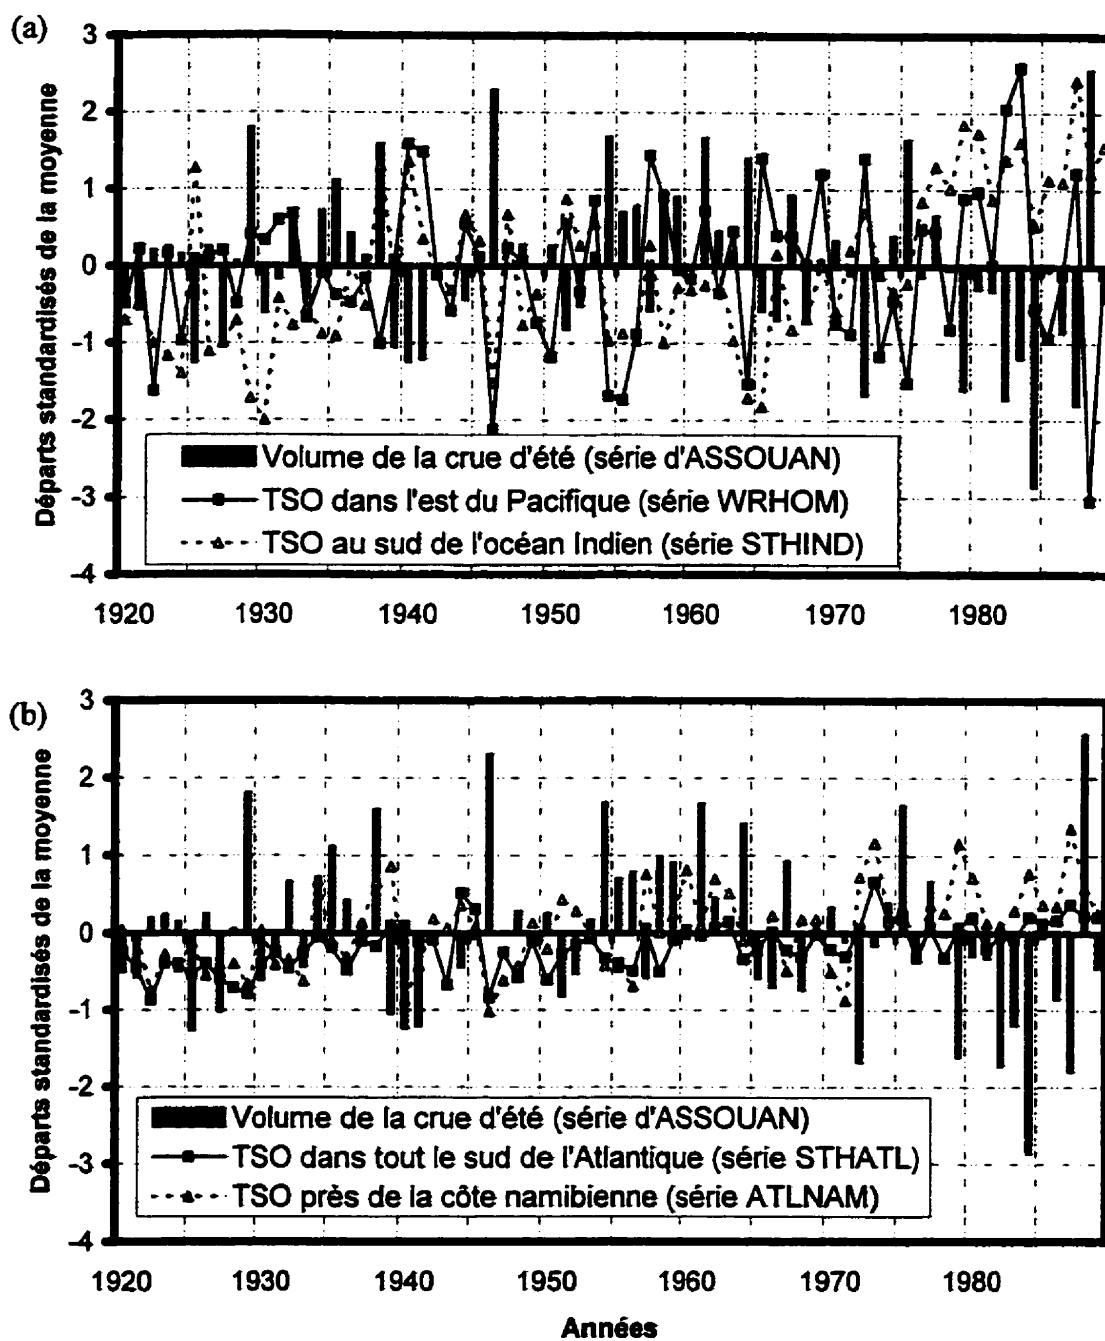 (a)
Départs standardisés de la moyenne
3
2
1
0
-1
-2
-3
-4
Volume de la crue d'été (série d'ASSOUAN)
TSO dans l'est du Pacifique (série WRHOM)
TSO au sud de l'océan Indien (série STHIND)
1920 1930 1940 1950 1960 1970 1980
(b)
Départs standardisés de la moyenne
3
2
1
0
-1
-2
-3
-4
Volume de la crue d'été (série d'ASSOUAN)
TSO dans tout le sud de l'Atlantique (série STHATL)
TSO près de la côte namibienne (série ATLNAM)
1920 1930 1940 1950 1960 1970 1980
Années